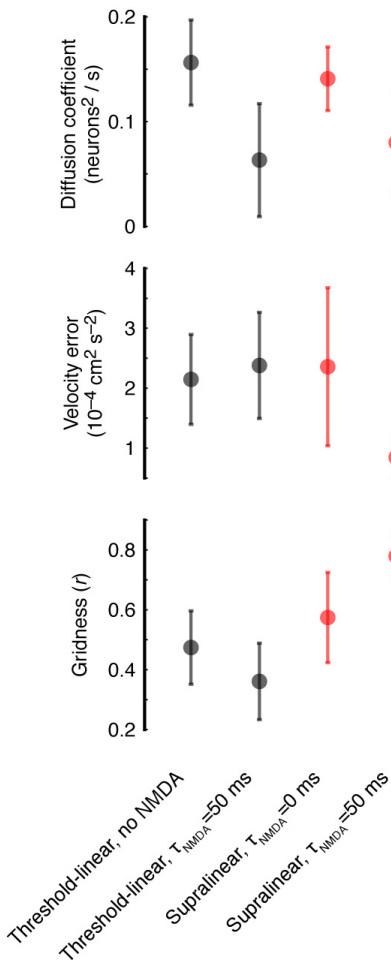 0.2
0.1
0
Diffusion coefficient
(neurons² / s)
4
3
2
1
Velocity error
(10⁻⁴ cm² s⁻²)
0.8
0.6
0.4
0.2
Gridness (r)
Threshold-linear, no NMDA
Threshold-linear, τNMDA=50 ms
Supralinear, τNMDA=0 ms
Supralinear, τNMDA=50 ms